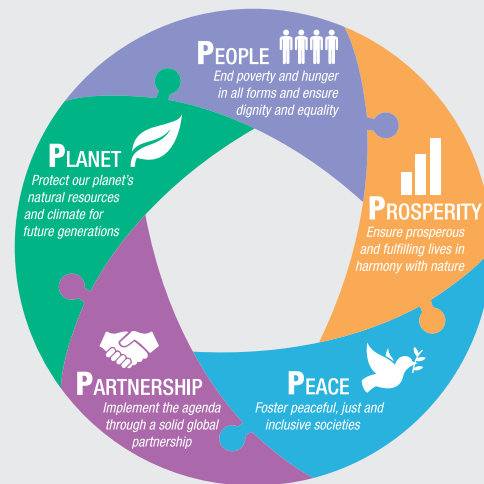 PEOPLE
End poverty and hunger
in all forms and ensure
dignity and equality
PROSPERITY
Ensure prosperous
and fulfilling lives in
harmony with nature
PEACE
Foster peaceful, just and
inclusive societies
PARTNERSHIP
Implement the agenda
through a solid global
partnership
PLANET
Protect our planet's
natural resources
and climate for
future generations